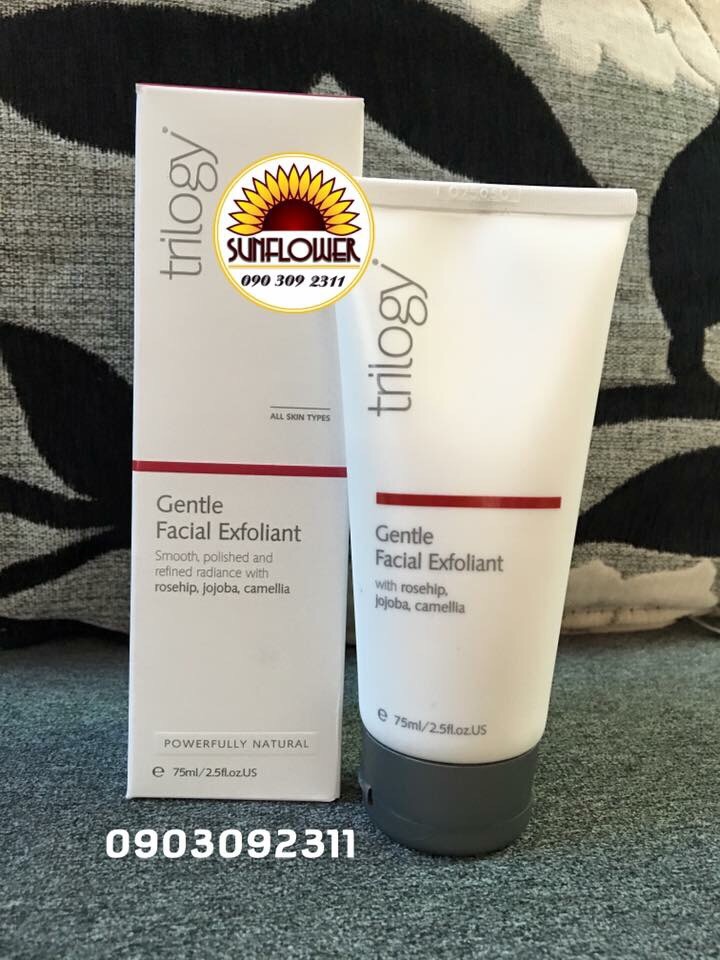 trilogy
SUNFLOWER
090 309 2311
ALL SKIN TYPES
Gentle
Facial Exfoliant
Smooth, polished and
refined radiance with
rosehip, jojoba, camellia
POWERFULLY NATURAL
e 75ml/2.5fl.oz.US
trilogy
Gentle
Facial Exfoliant
with rosehip,
jojoba, camellia
e 75ml/2.5fl.oz.US
0903092311